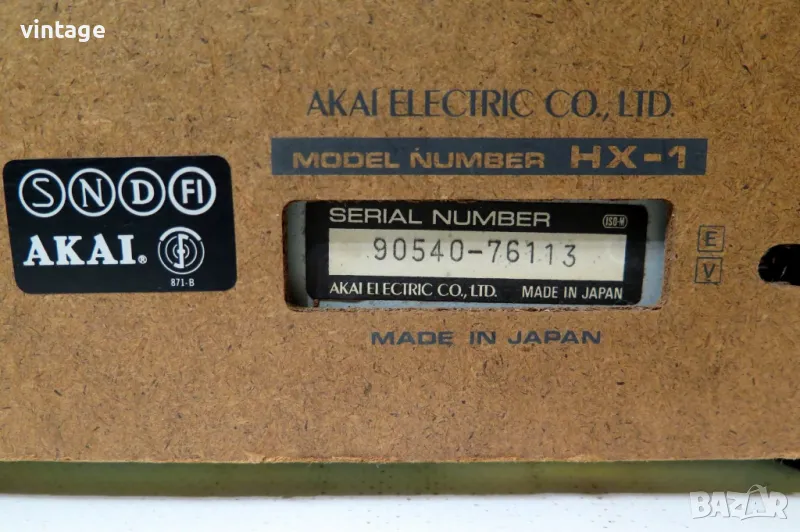 vintage
AKAI ELECTRIC CO., LTD.
MODEL NUMBER HX-1
S N D FI
AKAI®
871-B
SERIAL NUMBER ISO-M
90540-76113
AKAI ELECTRIC CO., LTD. MADE IN JAPAN
E
V
MADE IN JAPAN
BAZAR